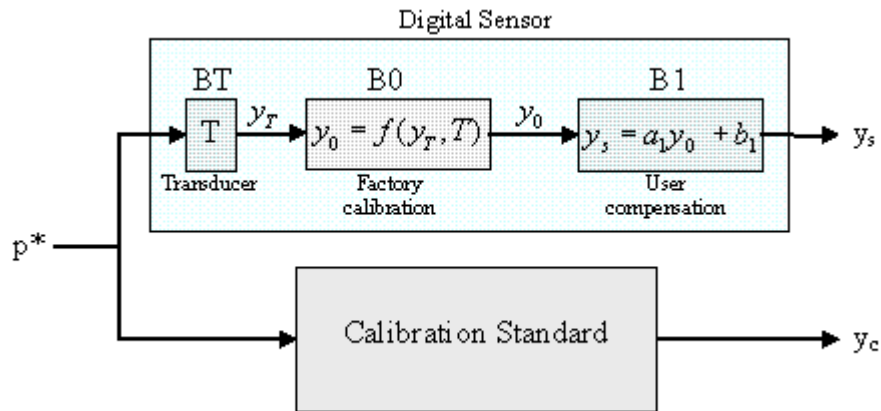 Digital Sensor
BT
B0
B1
T
y_T
y_0 = f(y_T, T)
y_0
y_s = a_1y_0 + b_1
y_s
Transducer
Factory
calibration
User
compensation
p*
Calibration Standard
y_c